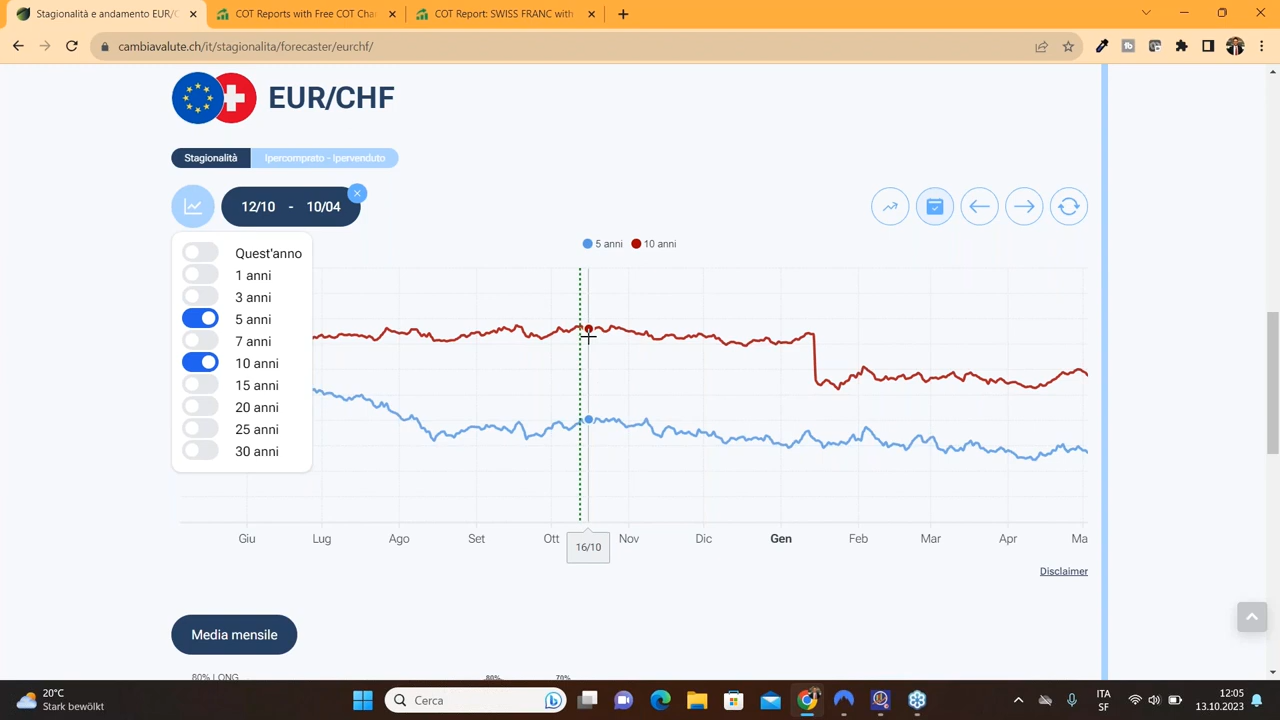 Stagionalità e andamento EUR/C
COT Reports with Free COT Cha
COT Report: SWISS FRANC with
cambiavalute.ch/it/stagionalita/forecaster/eurchf/
EUR/CHF
Stagionalità
Ipercomprato - Ipervenduto
12/10 - 10/04
5 anni
10 anni
Quest'anno
1 anni
3 anni
5 anni
7 anni
10 anni
15 anni
20 anni
25 anni
30 anni
Giu Lug Ago Set Ott Nov Dic Gen Feb Mar Apr Ma
16/10
Disclaimer
Media mensile
80% LONG
80%
70%
20°C
Stark bewölkt
Cerca
ITA
SF
12:05
13.10.2023